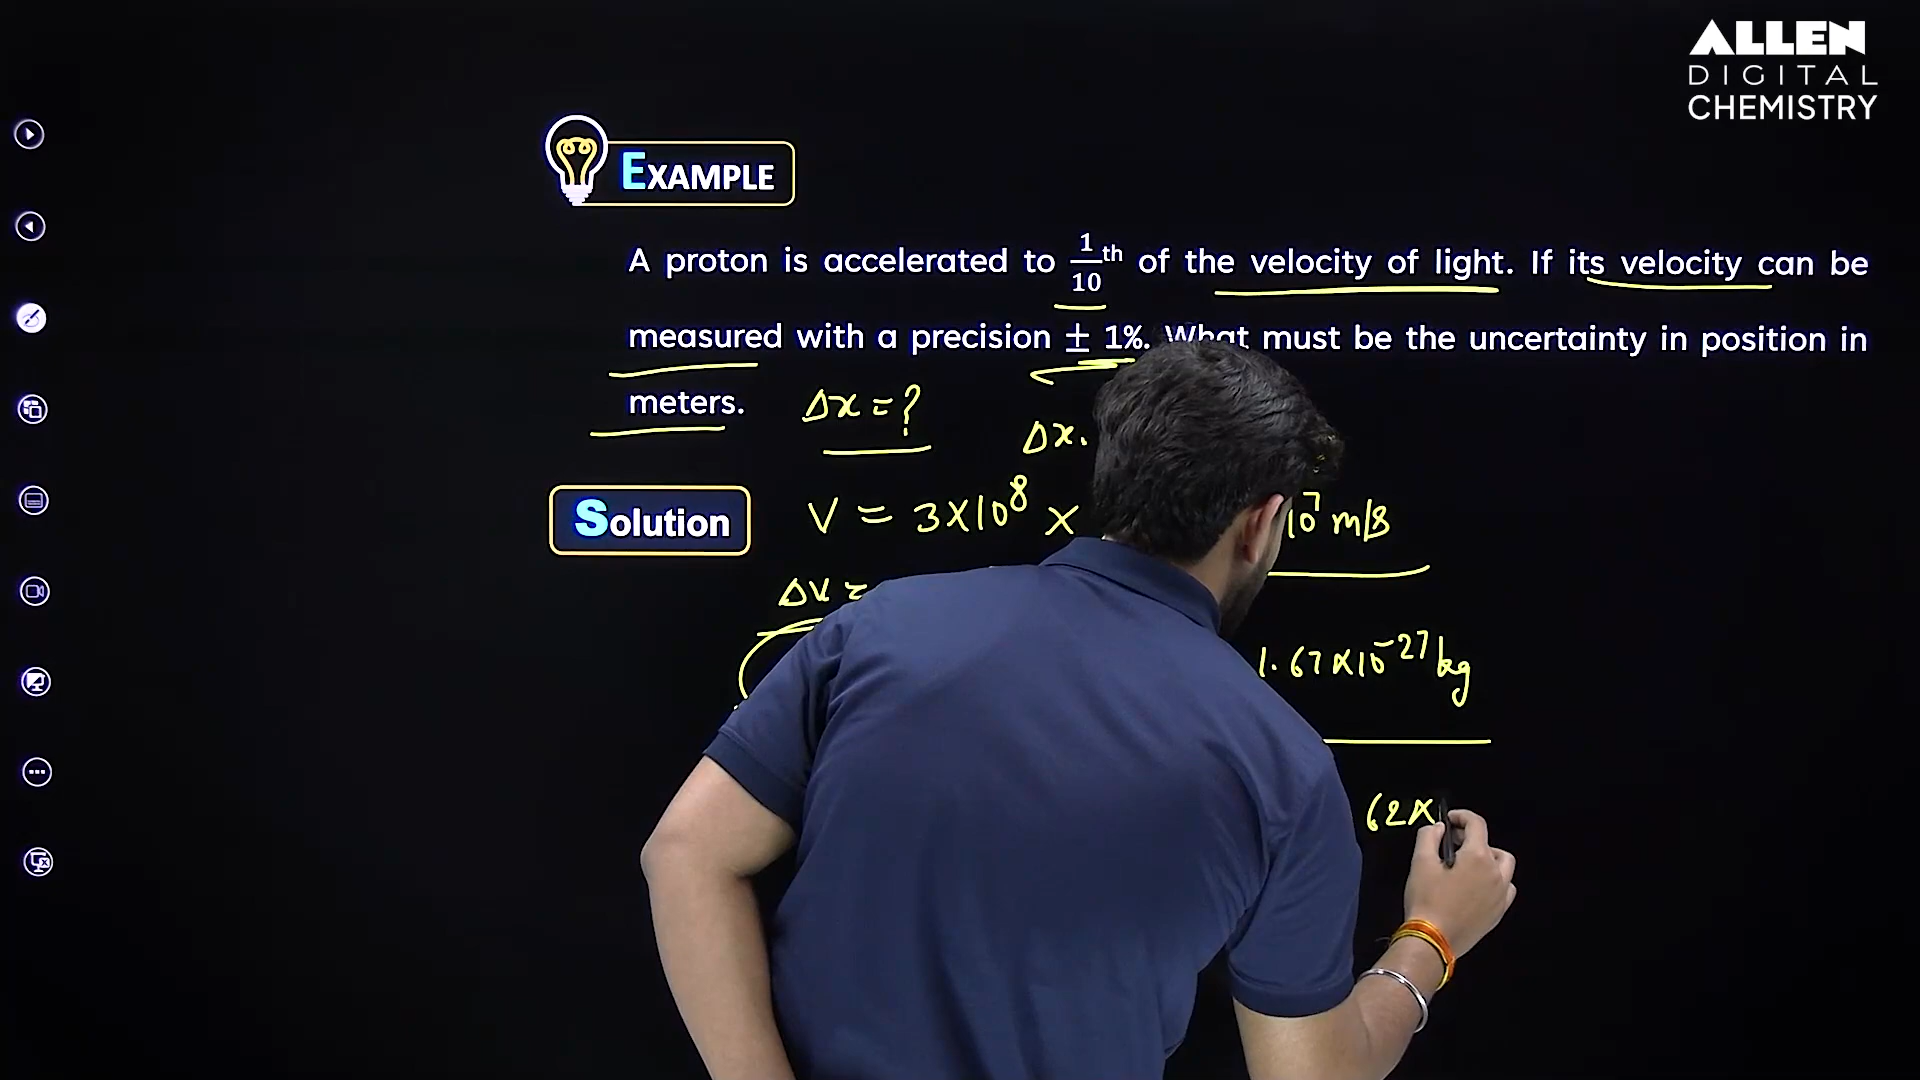 ALLEN
DIGITAL
CHEMISTRY
EXAMPLE
A proton is accelerated to 1/10 th of the velocity of light. If its velocity can be
measured with a precision ± 1%. What must be the uncertainty in position in
meters.
Δx = ?
Δx.
Solution
V = 3×10⁸ ×
10⁷ m/s
ΔV =
1.67×10⁻²⁷ kg
62×